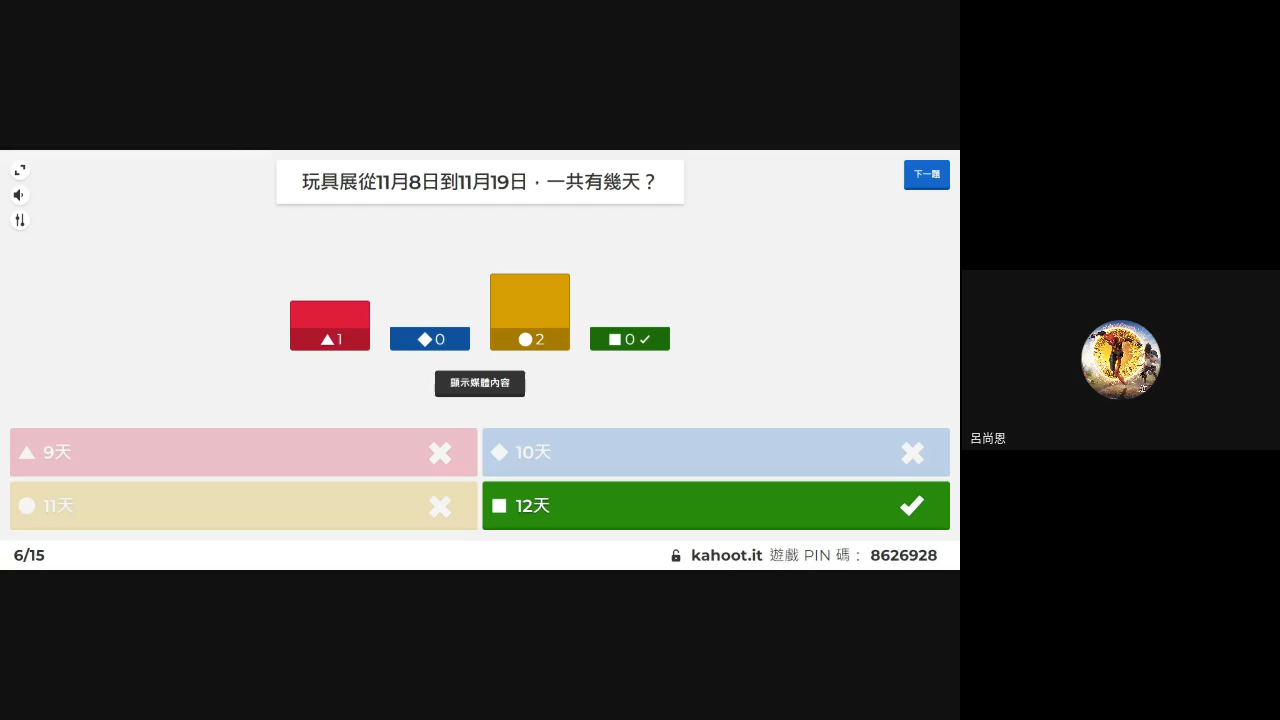 玩具展從11月8日到11月19日，一共有幾天？
下一題
1
0
2
0
顯示媒體內容
9天
10天
11天
12天
6/15
kahoot.it 遊戲 PIN 碼： 8626928
呂尚恩